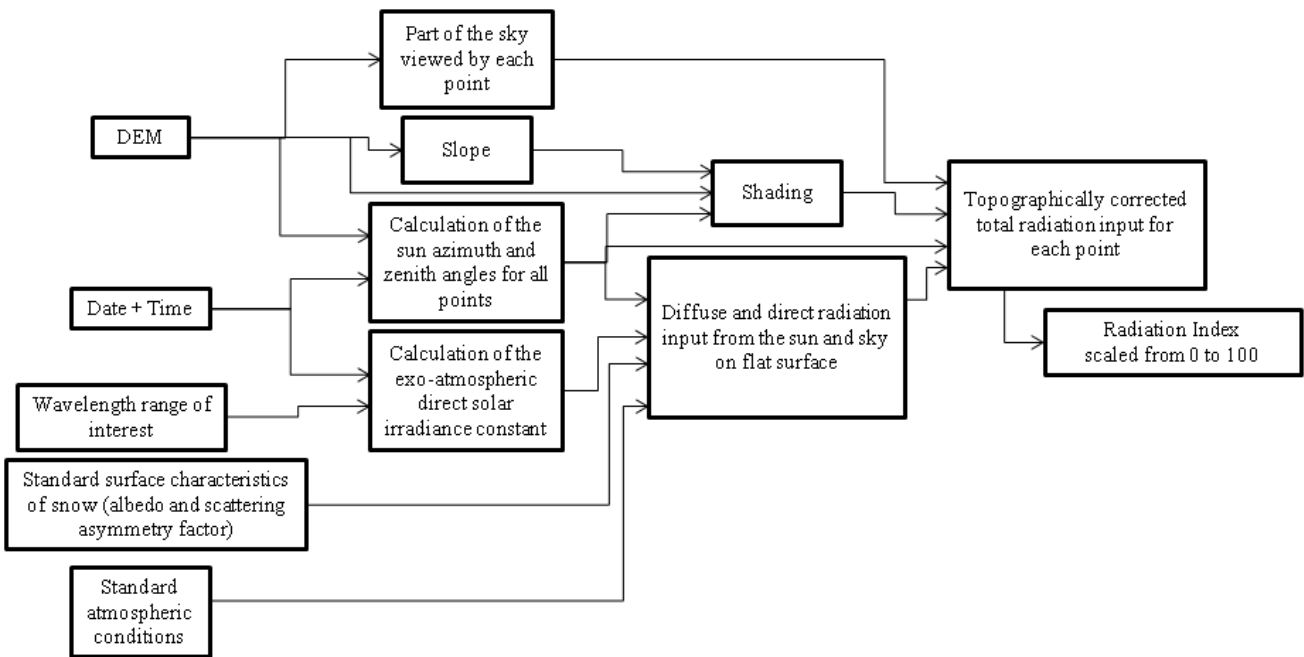 Part of the sky
viewed by each
point
DEM
Slope
Shading
Topographically corrected
total radiation input for
each point
Calculation of the
sun azimuth and
zenith angles for all
points
Date + Time
Diffuse and direct radiation
input from the sun and sky
on flat surface
Radiation Index
scaled from 0 to 100
Calculation of the
exo-atmospheric
direct solar
irradiance constant
Wavelength range of
interest
Standard surface characteristics
of snow (albedo and scattering
asymmetry factor)
Standard
atmospheric
conditions